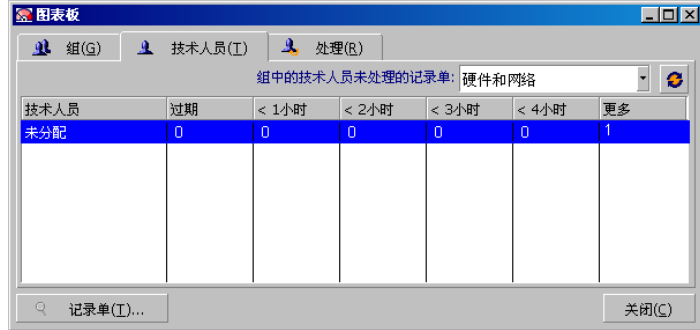 图表板
组(G) 技术人员(T) 处理(R)
组中的技术人员未处理的记录单: 硬件和网络
技术人员 过期 < 1小时 < 2小时 < 3小时 < 4小时 更多
未分配 0 0 0 0 0 1
记录单(T)... 关闭(C)